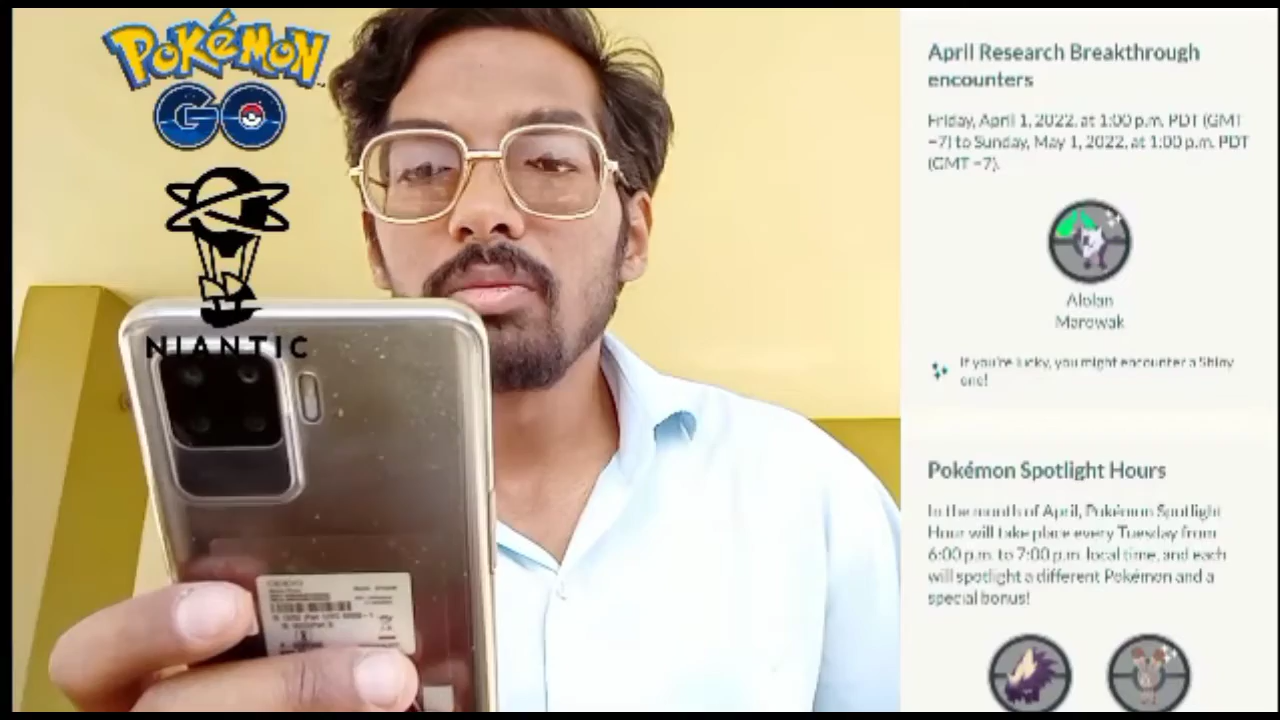 POKÉMON
GO
NIANTIC
April Research Breakthrough
encounters
Friday, April 1, 2022, at 1:00 p.m. PDT (GMT
−7) to Sunday, May 1, 2022, at 1:00 p.m. PDT
(GMT −7).
Alolan
Marowak
If you're lucky, you might encounter a Shiny
one!
Pokémon Spotlight Hours
In the month of April, Pokémon Spotlight
Hour will take place every Tuesday from
6:00 p.m. to 7:00 p.m. local time, and each
will spotlight a different Pokémon and a
special bonus!